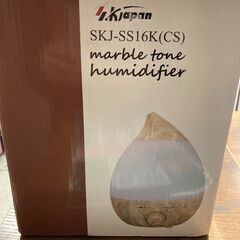 S.Kjapan
SKJ-SS16K(CS)
marble tone
humidifier